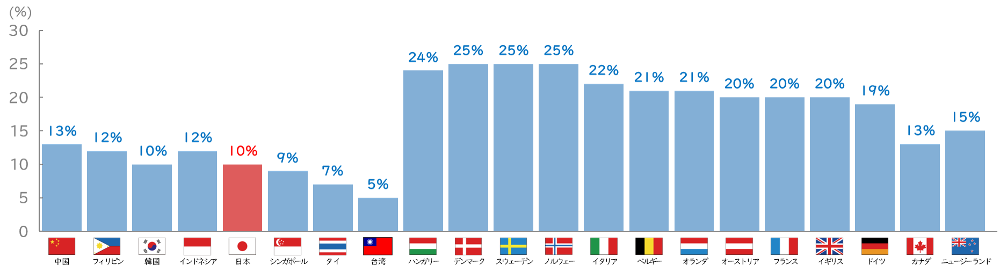 (%)
30
25
20
15
10
5
0
13%
12%
10%
12%
10%
9%
7%
5%
24%
25%
25%
25%
22%
21%
21%
20%
20%
20%
19%
13%
15%
中国
フィリピン
韓国
インドネシア
日本
シンガポール
タイ
台湾
ハンガリー
デンマーク
スウェーデン
ノルウェー
イタリア
ベルギー
オランダ
オーストリア
フランス
イギリス
ドイツ
カナダ
ニュージーランド